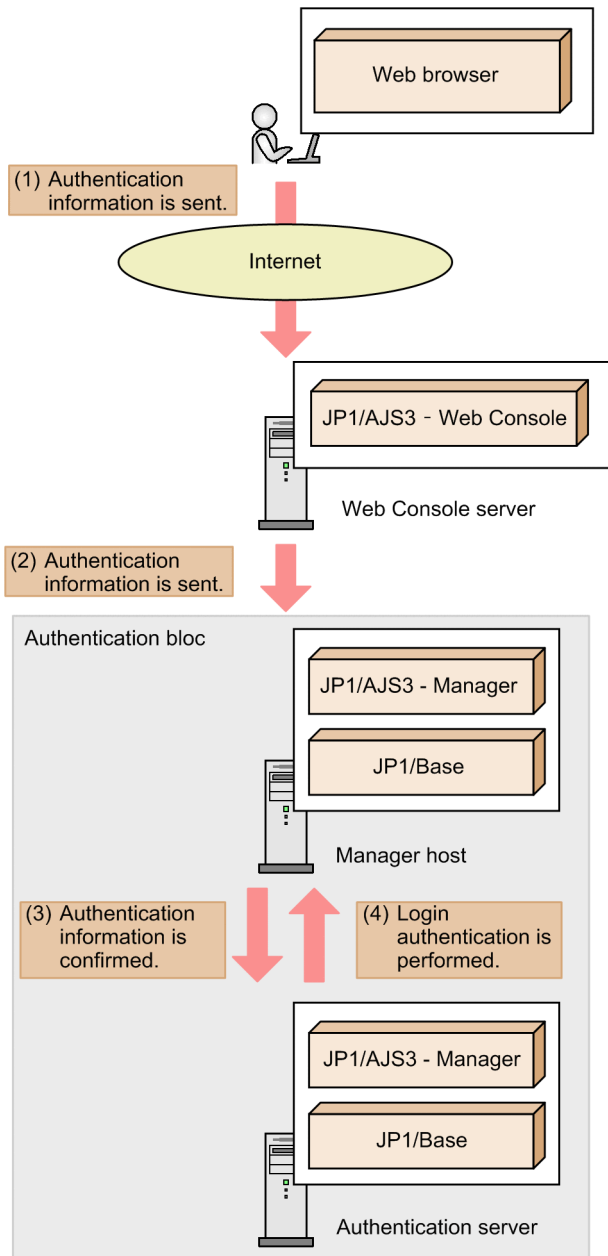 Web browser
(1) Authentication
information is sent.
Internet
JP1/AJS3 - Web Console
Web Console server
(2) Authentication
information is sent.
Authentication bloc
JP1/AJS3 - Manager
JP1/Base
Manager host
(3) Authentication
information is
confirmed.
(4) Login
authentication is
performed.
JP1/AJS3 - Manager
JP1/Base
Authentication server